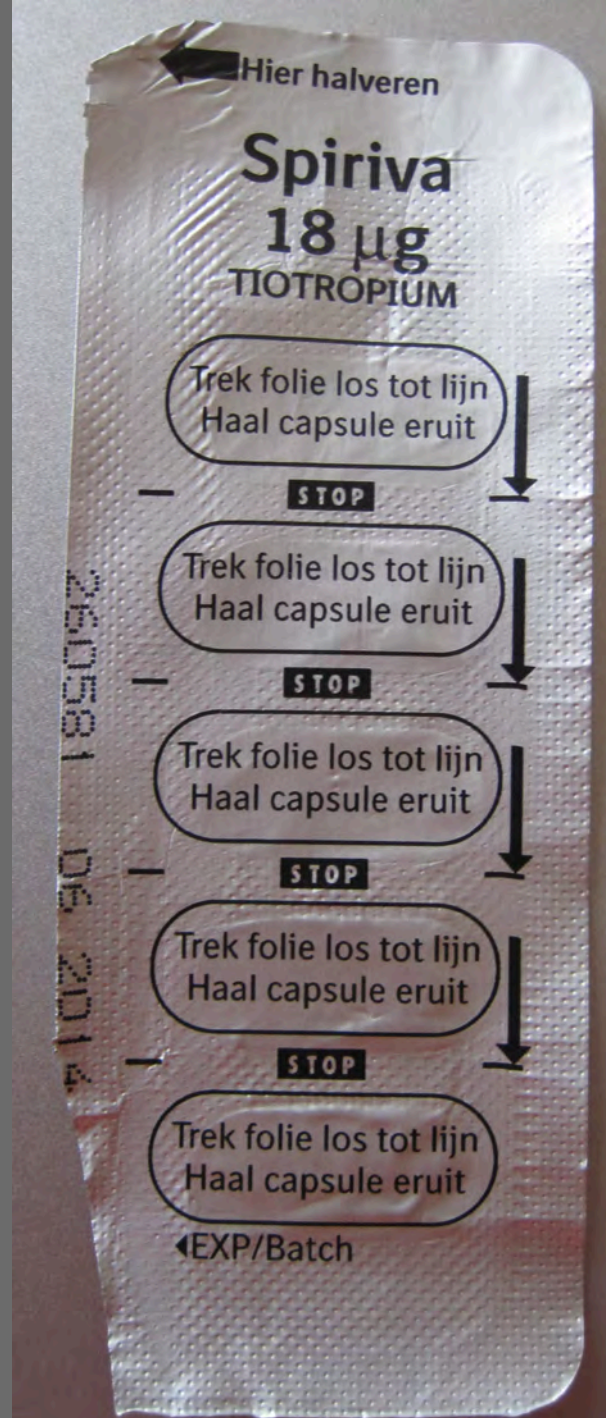 Hier halveren
Spiriva
18 µg
TIOTROPIUM
Trek folie los tot lijn
Haal capsule eruit
STOP
Trek folie los tot lijn
Haal capsule eruit
STOP
Trek folie los tot lijn
Haal capsule eruit
STOP
Trek folie los tot lijn
Haal capsule eruit
STOP
Trek folie los tot lijn
Haal capsule eruit
EXP/Batch
260581 06 2014